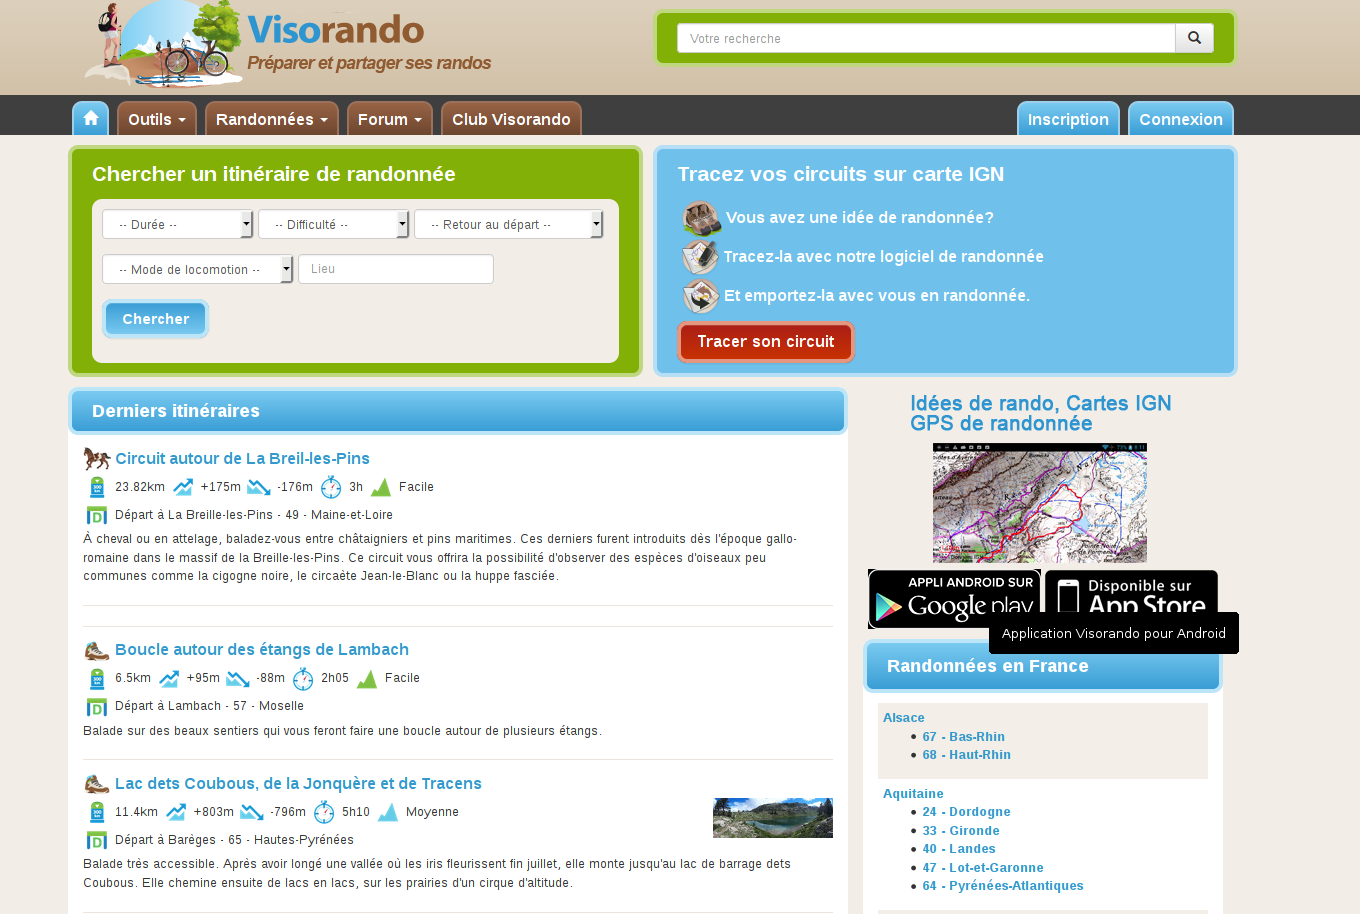 Visorando
Préparer et partager ses randos
Votre recherche
Outils
Randonnées
Forum
Club Visorando
Inscription
Connexion
Chercher un itinéraire de randonnée
-- Durée --
-- Difficulté --
-- Retour au départ --
-- Mode de locomotion --
Lieu
Chercher
Tracez vos circuits sur carte IGN
Vous avez une idée de randonnée?
Tracez-la avec notre logiciel de randonnée
Et emportez-la avec vous en randonnée.
Tracer son circuit
Derniers itinéraires
Circuit autour de La Breil-les-Pins
23.82km +175m -176m 3h Facile
D Départ à La Breille-les-Pins - 49 - Maine-et-Loire
À cheval ou en attelage, baladez-vous entre châtaigniers et pins maritimes. Ces derniers furent introduits dés l'époque gallo-
romaine dans le massif de la Breille-les-Pins. Ce circuit vous offrira la possibilité d'observer des espèces d'oiseaux peu
communes comme la cigogne noire, le circaète Jean-le-Blanc ou la huppe fasciée.
Boucle autour des étangs de Lambach
6.5km +95m -88m 2h05 Facile
D Départ à Lambach - 57 - Moselle
Balade sur des beaux sentiers qui vous feront faire une boucle autour de plusieurs étangs.
Lac dets Coubous, de la Jonquère et de Tracens
11.4km +803m -796m 5h10 Moyenne
D Départ à Barèges - 65 - Hautes-Pyrénées
Balade très accessible. Après avoir longé une vallée où les iris fleurissent fin juillet, elle monte jusqu'au lac de barrage dets
Coubous. Elle chemine ensuite de lacs en lacs, sur les prairies d'un cirque d'altitude.
Idées de rando, Cartes IGN
GPS de randonnée
APPLI ANDROID SUR
Google play
Disponible sur
App Store
Application Visorando pour Android
Randonnées en France
Alsace
67 - Bas-Rhin
68 - Haut-Rhin
Aquitaine
24 - Dordogne
33 - Gironde
40 - Landes
47 - Lot-et-Garonne
64 - Pyrénées-Atlantiques